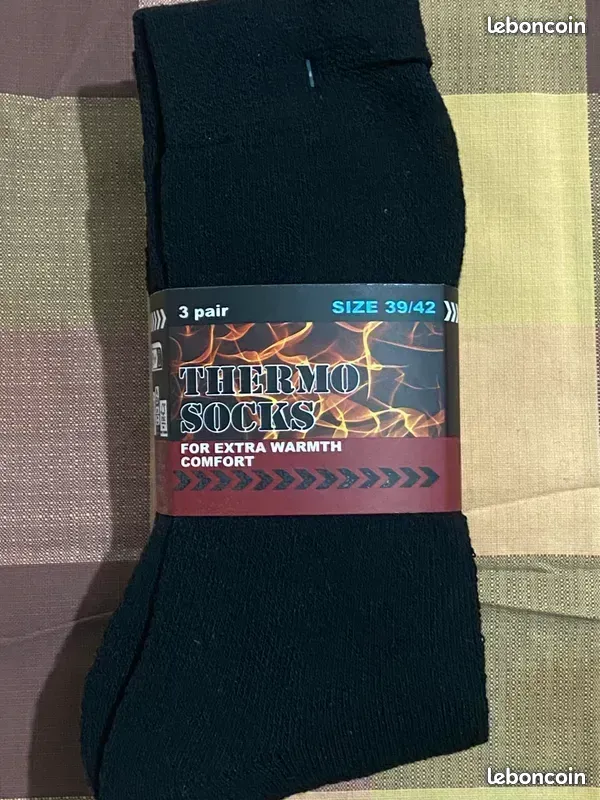 leboncoin
3 pair
SIZE 39/42
THERMO
SOCKS
FOR EXTRA WARMTH
COMFORT
leboncoin